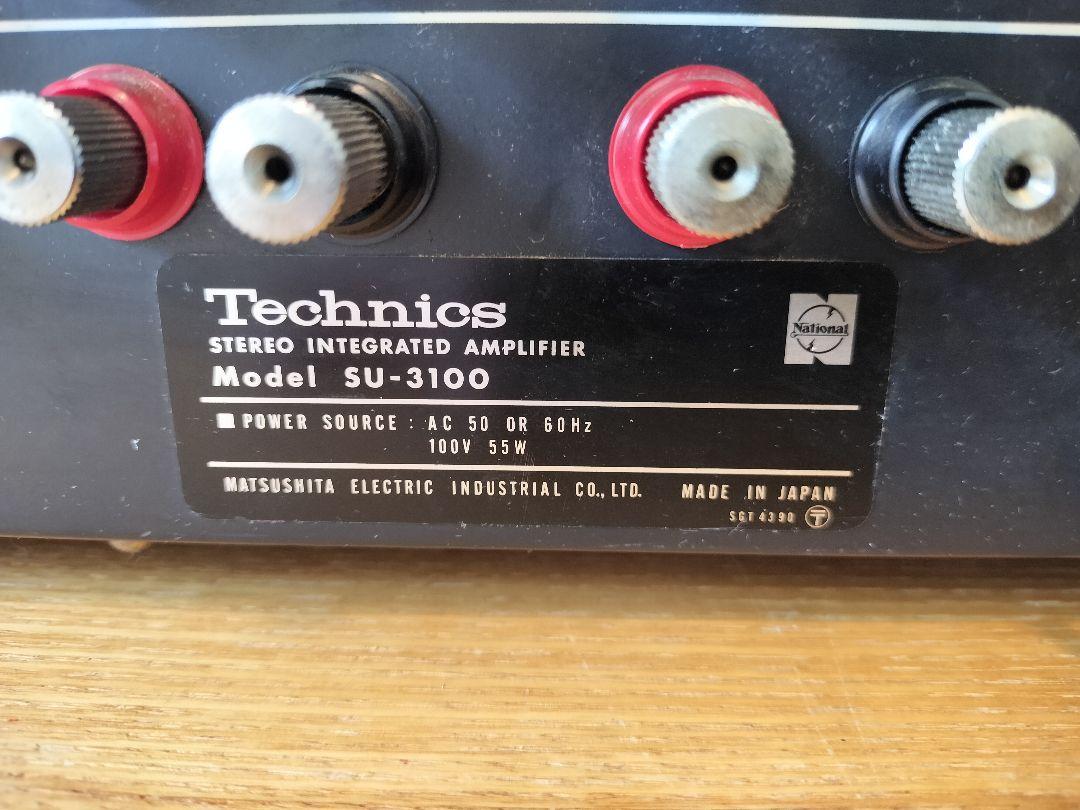 Technics
National
STEREO INTEGRATED AMPLIFIER
Model SU-3100
POWER SOURCE : AC 50 OR 60Hz
100V 55W
MATSUSHITA ELECTRIC INDUSTRIAL CO., LTD. MADE IN JAPAN
SGT4390